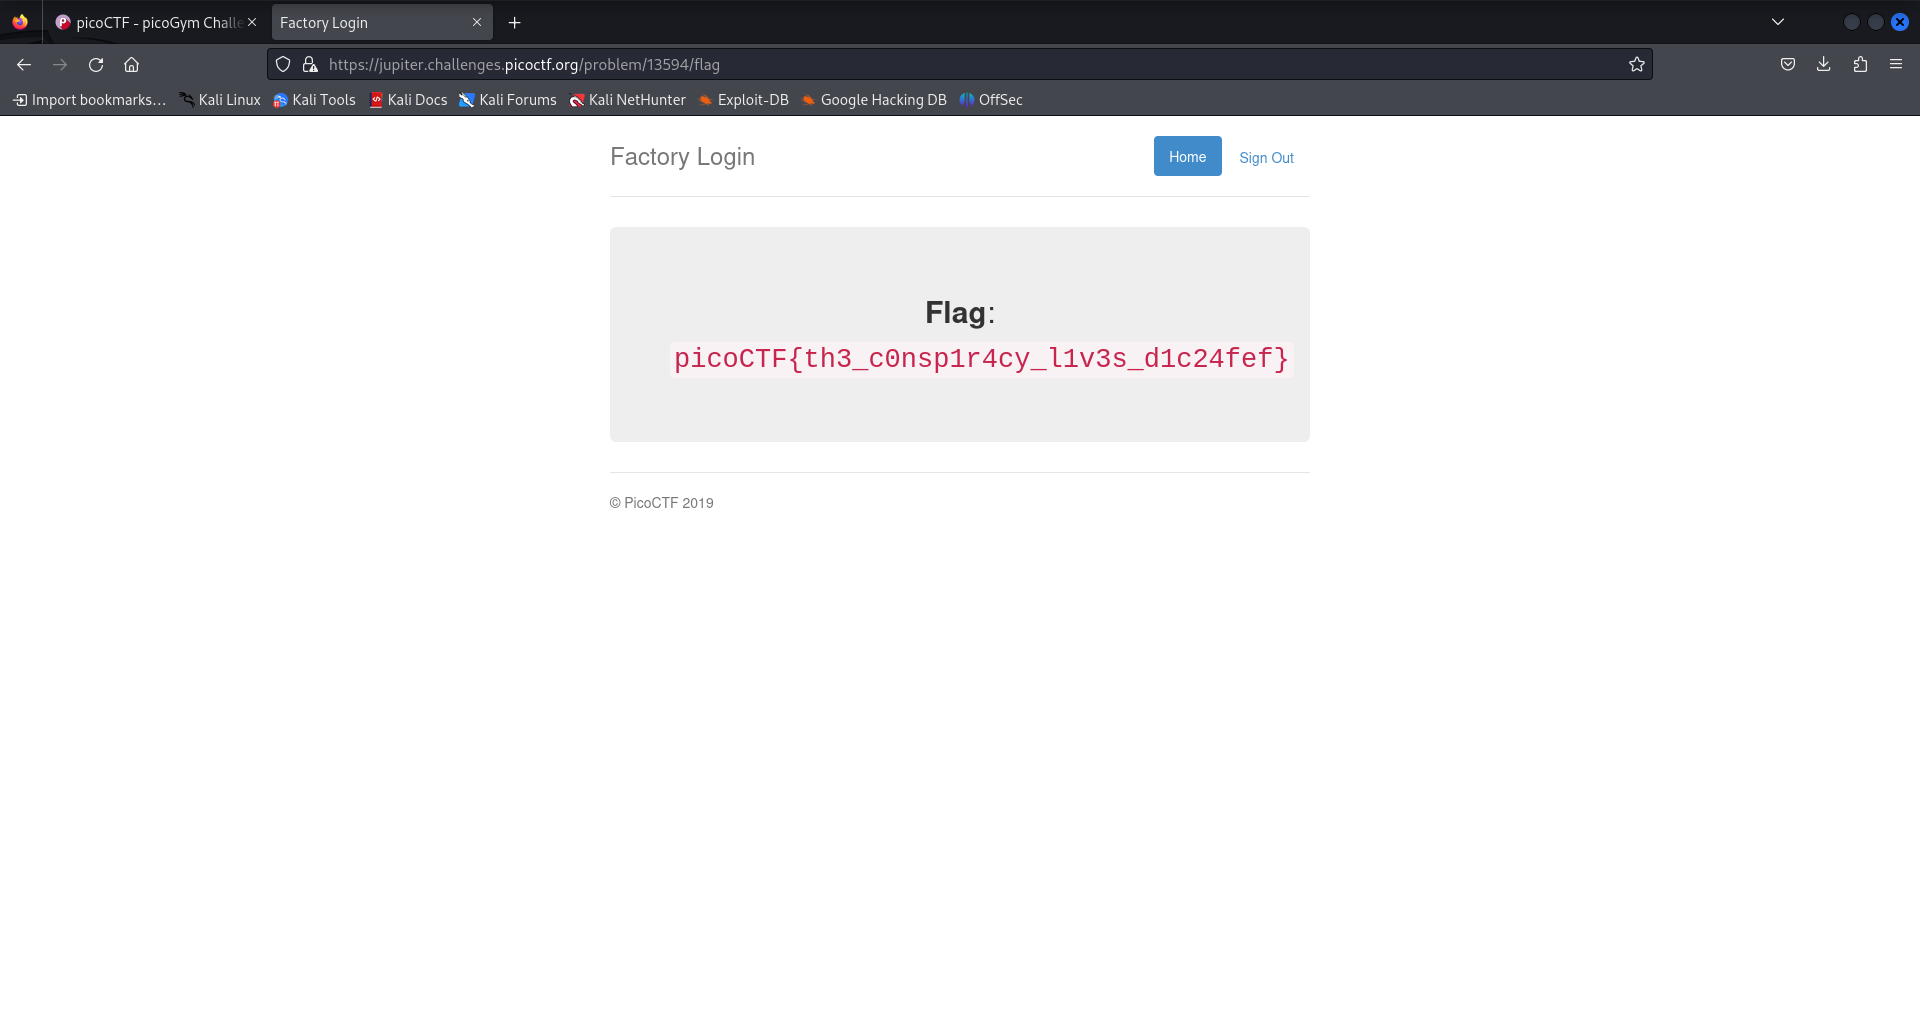 picoCTF - picoGym Challe
Factory Login
https://jupiter.challenges.picoctf.org/problem/13594/flag
Import bookmarks... Kali Linux Kali Tools Kali Docs Kali Forums Kali NetHunter Exploit-DB Google Hacking DB OffSec
Factory Login
Home
Sign Out
Flag:
picoCTF{th3_c0nsp1r4cy_l1v3s_d1c24fef}
© PicoCTF 2019